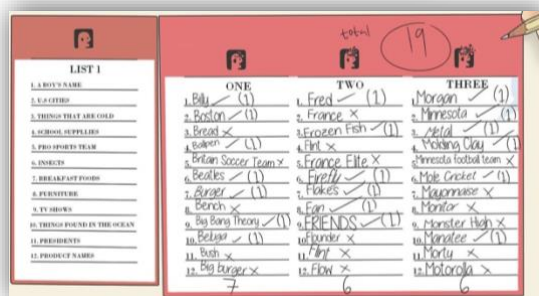 total 19
LIST 1
1. A BOY'S NAME
2. U.S CITIES
3. THINGS THAT ARE COLD
4. SCHOOL SUPPLIES
5. PRO SPORTS TEAM
6. INSECTS
7. BREAKFAST FOODS
8. FURNITURE
9. TV SHOWS
10. THINGS FOUND IN THE OCEAN
11. PRESIDENTS
12. PRODUCT NAMES
ONE
1. Billy ✓ (1)
2. Boston ✓ (1)
3. Bread ×
4. Ballpen ✓ (1)
5. Britain Soccer Team ×
6. Beatles ✓ (1)
7. Burger ✓ (1)
8. Bench ×
9. Big Bang Theory ✓ (1)
10. Beluga ✓ (1)
11. Bush ×
12. Big burger ×
7
TWO
1. Fred ✓ (1)
2. France ×
3. Frozen Fish ✓ (1)
4. Flint ×
5. France Elite ×
6. Firefly ✓ (1)
7. Flakes ✓ (1)
8. Fan ✓ (1)
9. FRIENDS ✓ (1)
10. Flounder ×
11. Flint ×
12. Flow ×
6
THREE
1. Morgan ✓ (1)
2. Minnesota ✓ (1)
3. Metal ✓ (1)
4. Molding Clay ✓ (1)
5. Minnesota football team ×
6. Mole Cricket ✓ (1)
7. Mayonnaise ×
8. Monitor ×
9. Monster High ×
10. Manatee ✓ (1)
11. Morty ×
12. Motorola ×
6